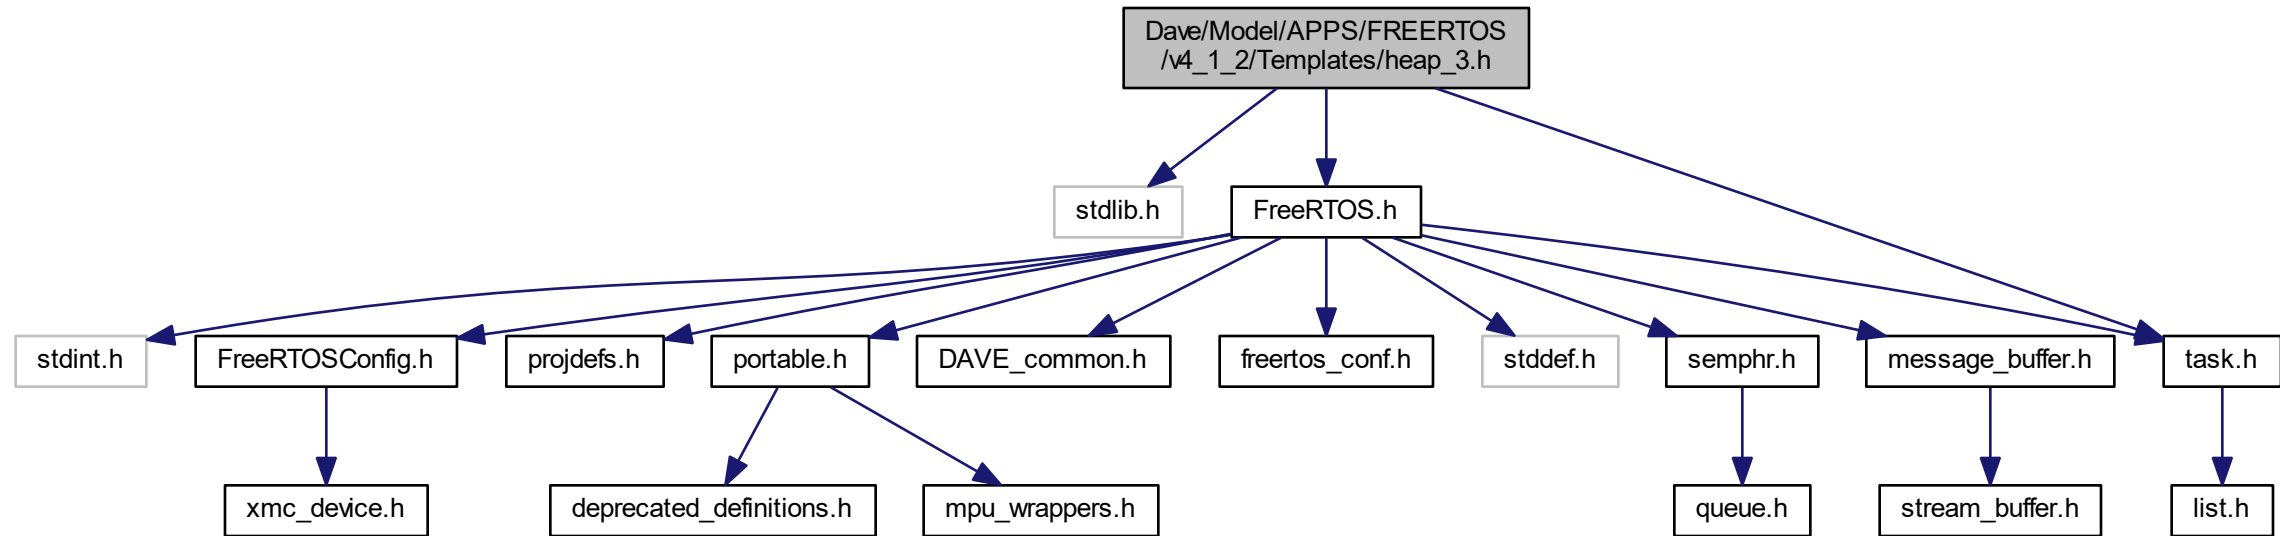 Dave/Model/APPS/FREERTOS
/v4_1_2/Templates/heap_3.h
stdlib.h
FreeRTOS.h
stdint.h
FreeRTOSConfig.h
projdefs.h
portable.h
DAVE_common.h
freertos_conf.h
stddef.h
semphr.h
message_buffer.h
task.h
xmc_device.h
deprecated_definitions.h
mpu_wrappers.h
queue.h
stream_buffer.h
list.h